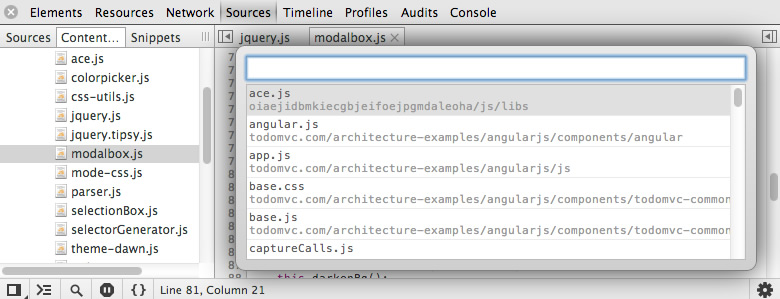 Elements Resources Network Sources Timeline Profiles Audits Console
Sources Content... Snippets
jquery.js modalbox.js
ace.js
colorpicker.js
css-utils.js
jquery.js
jquery.tipsy.js
modalbox.js
mode-css.js
parser.js
selectionBox.js
selectorGenerator.js
theme-dawn.js
ace.js
oiaejidbmkiecgbjeifoejpgmdaleoha/js/libs
angular.js
todomvc.com/architecture-examples/angularjs/components/angular
app.js
todomvc.com/architecture-examples/angularjs/js
base.css
todomvc.com/architecture-examples/angularjs/components/todomvc-common
base.js
todomvc.com/architecture-examples/angularjs/components/todomvc-common
captureCalls.js
88 this.darkenBg();
{} Line 81, Column 21